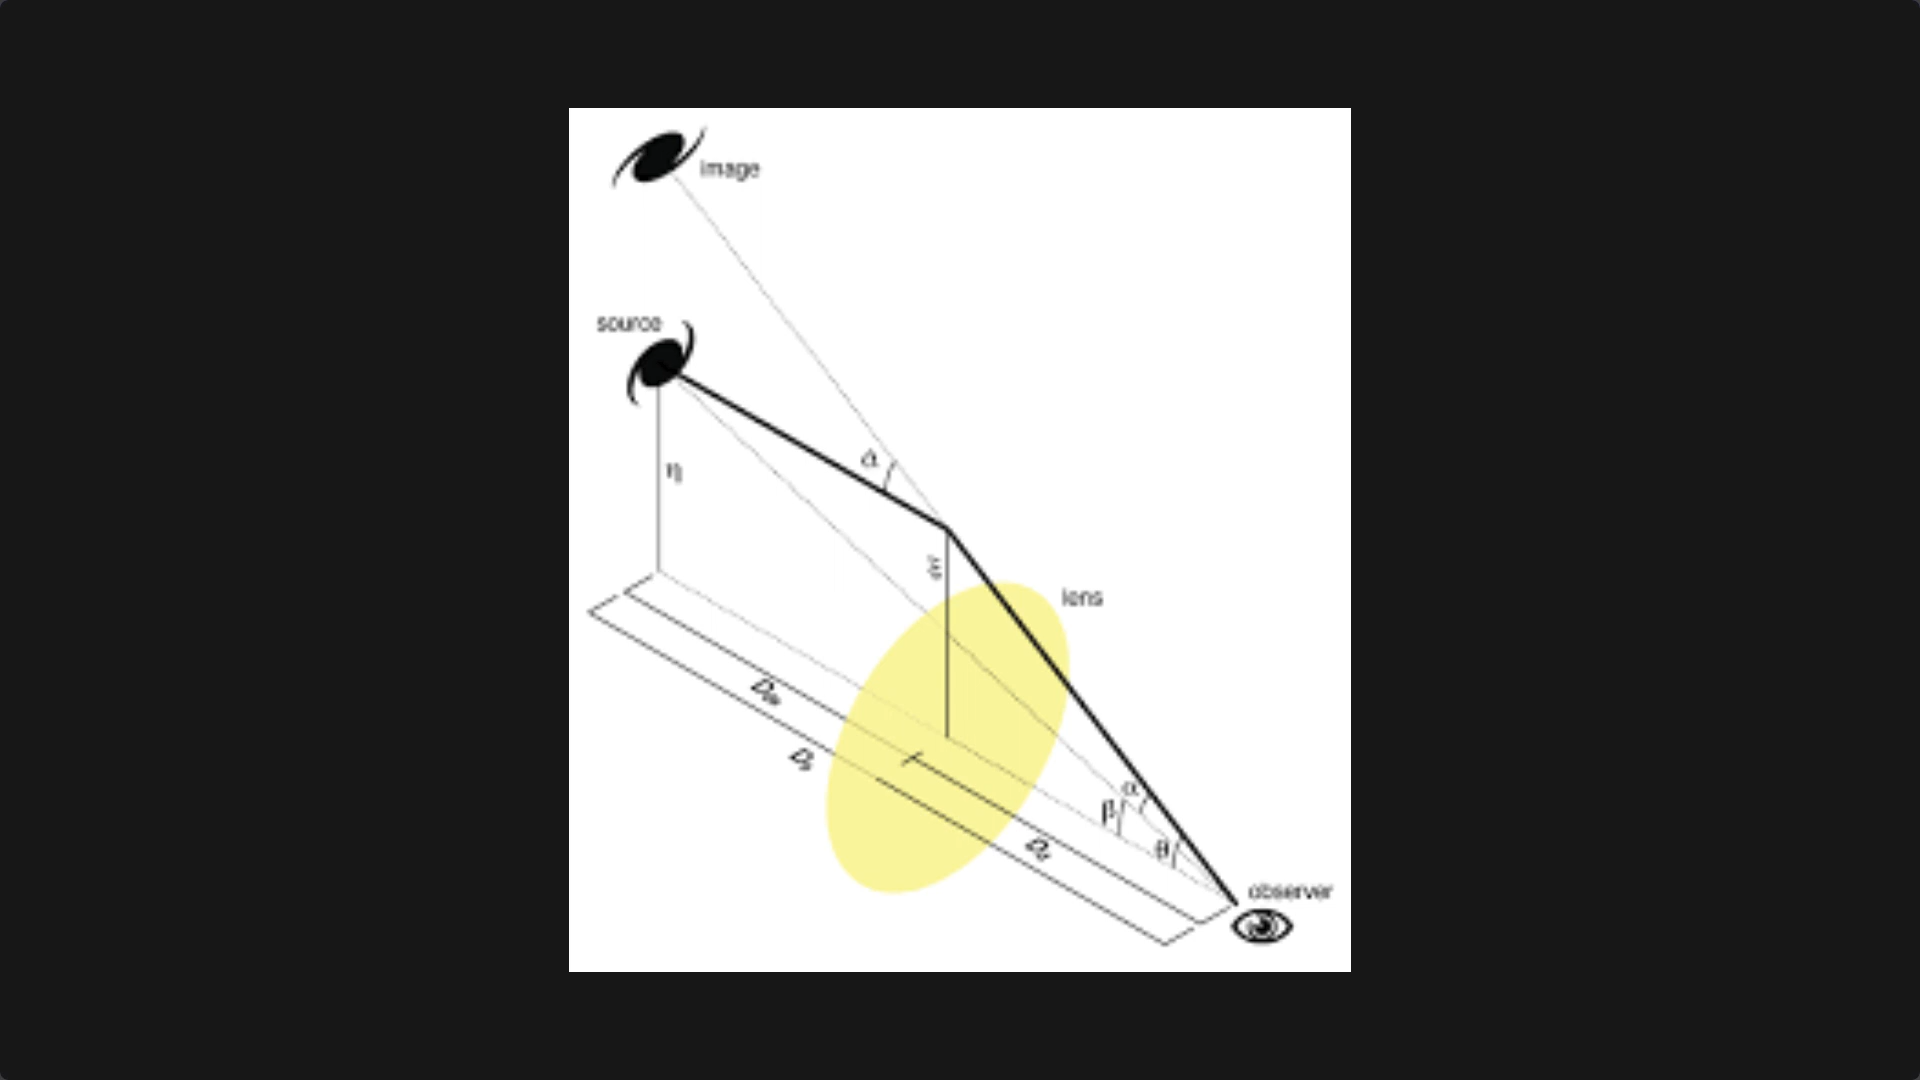 image
source
η
lens
D
D
α
β
D
θ
observer